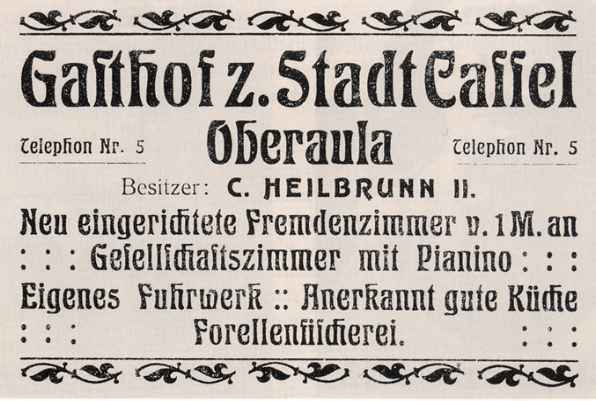 Gasthof z. Stadt Cassel
Telephon Nr. 5 Oberaula Telephon Nr. 5
Besitzer: C. HEILBRUNN II.
Neu eingerichtete Fremdenzimmer v. 1 M. an
: : : Gesellschaftszimmer mit Pianino : : :
Eigenes Fuhrwerk :: Anerkannt gute Küche
: : : Forellenfischerei. : : :